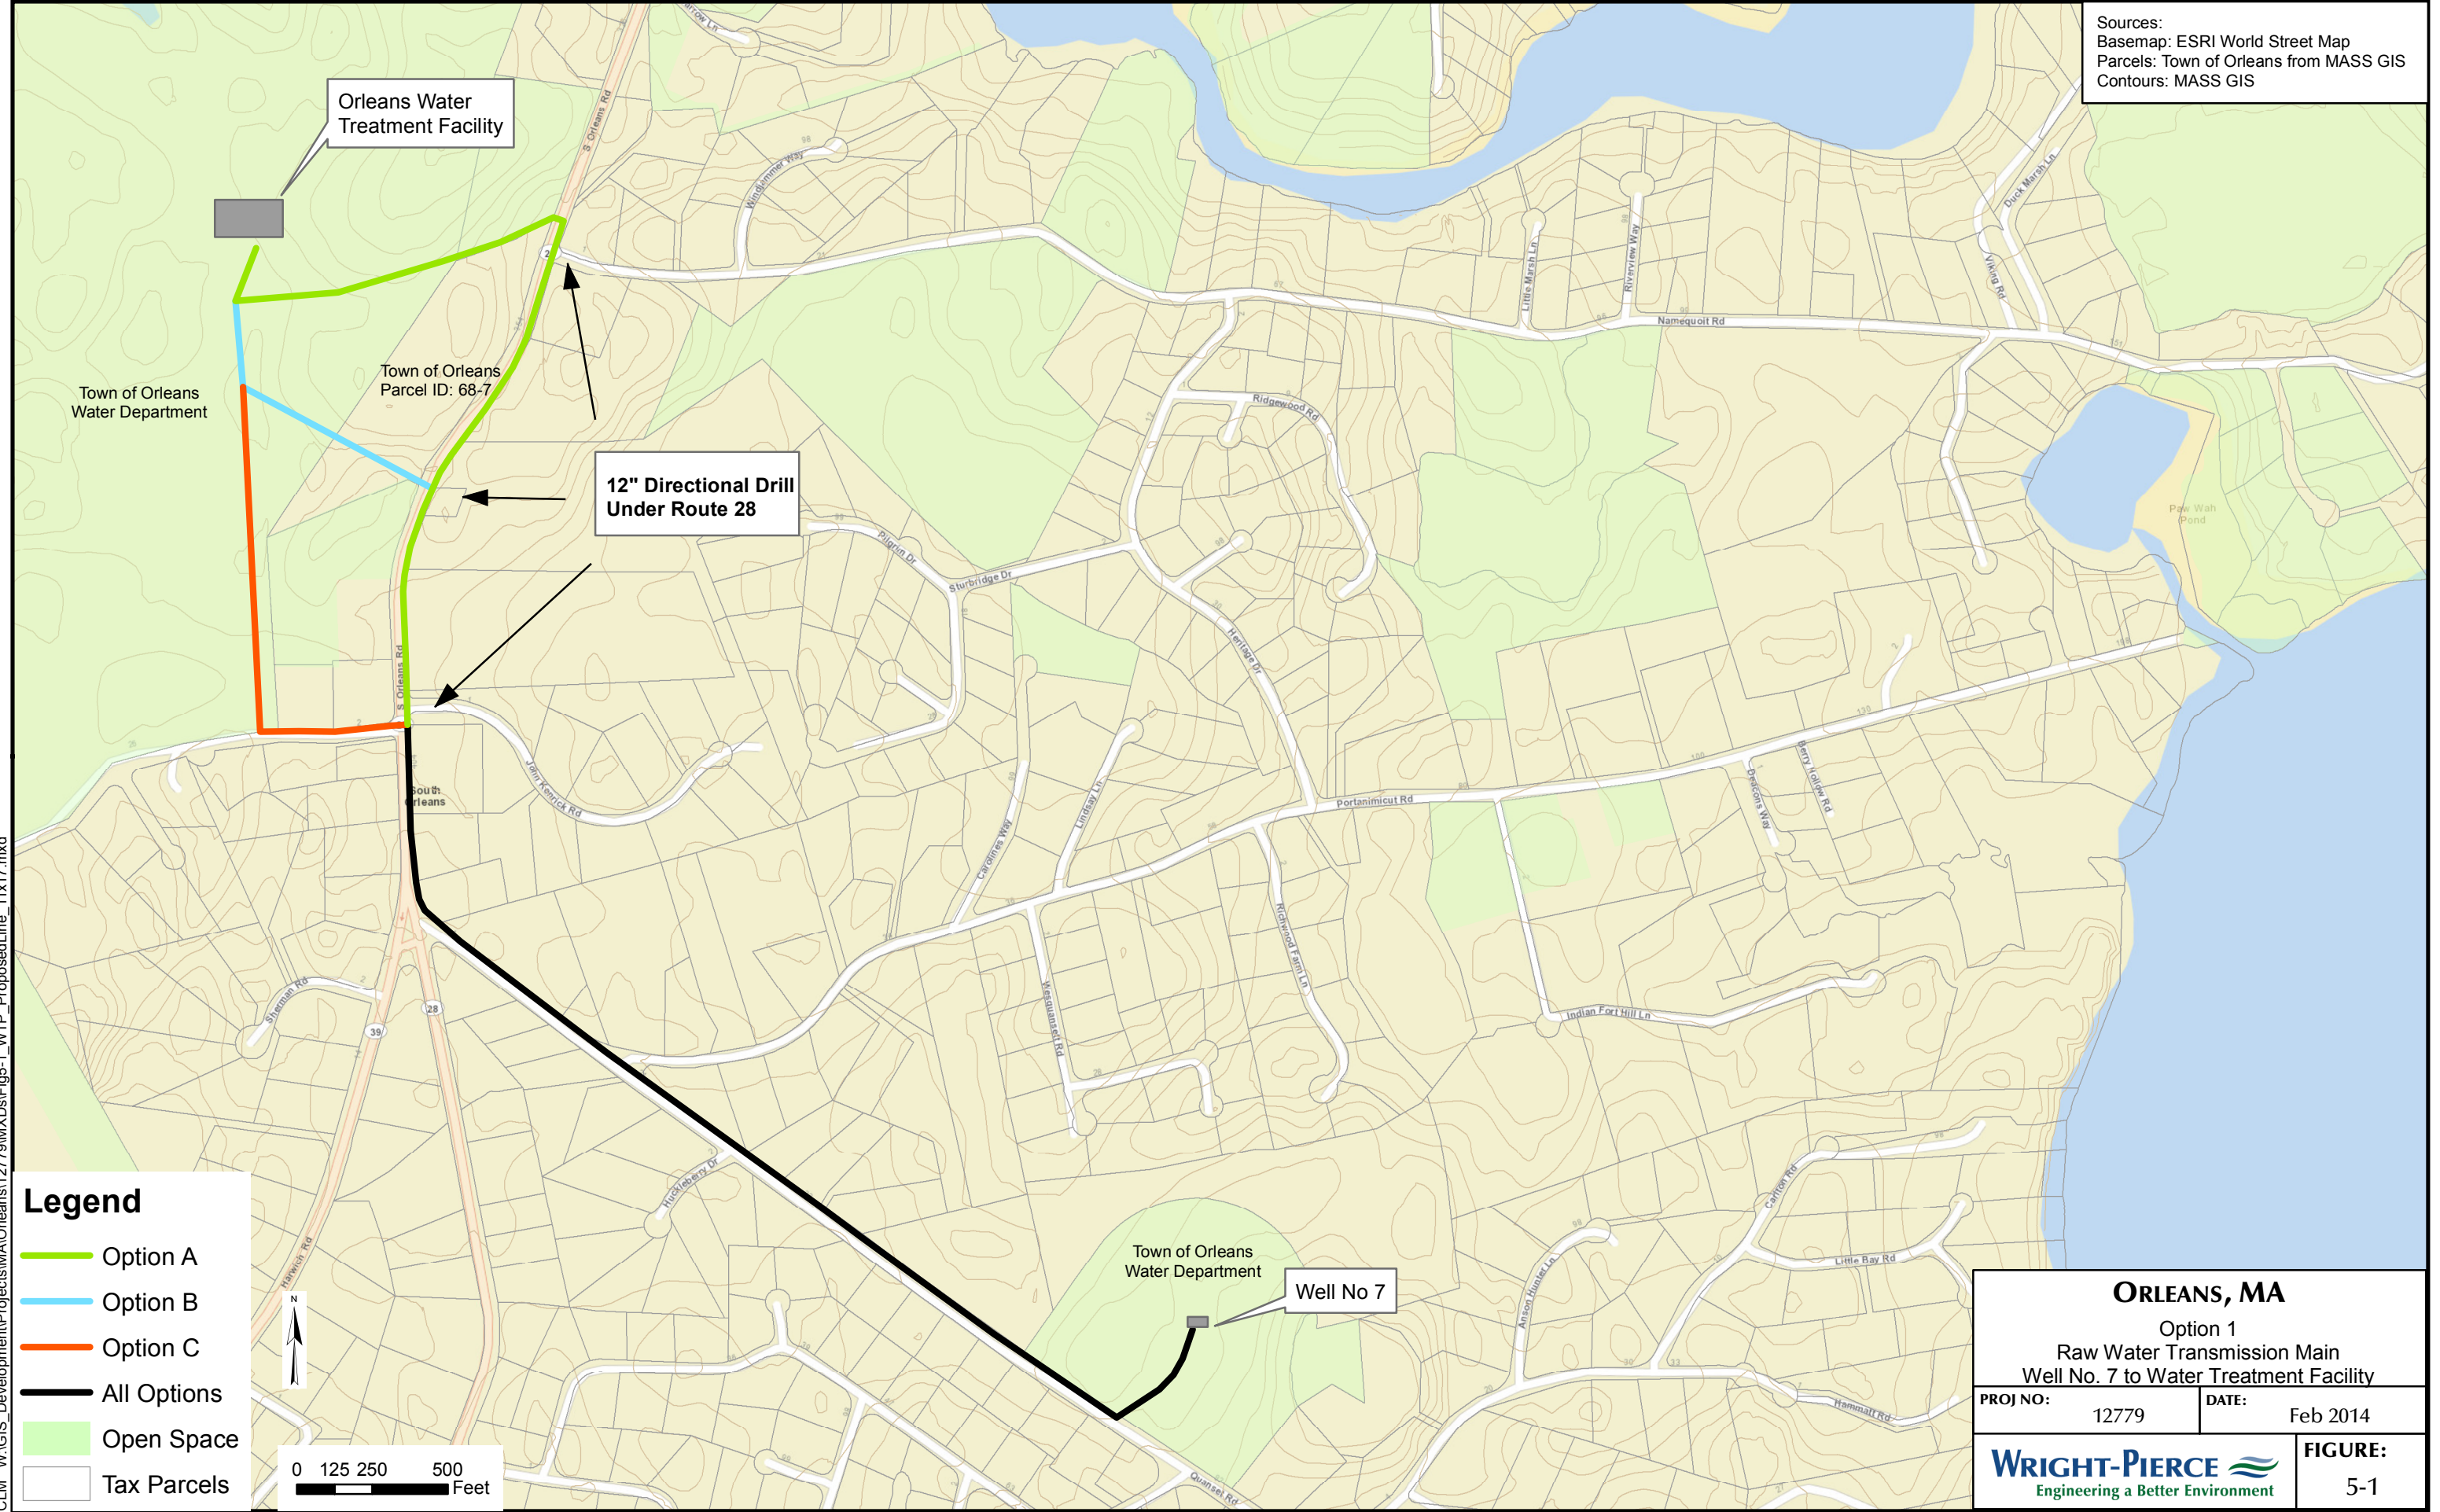 Sources:
Basemap: ESRI World Street Map
Parcels: Town of Orleans from MASS GIS
Contours: MASS GIS
Orleans Water
Treatment Facility
S Orleans Rd
Windjammer Way
98
Duck Marsh Ln
Viking Rd
Little Marsh Ln
Riverview Way
Namequoit Rd
Town of Orleans
Parcel ID: 68-7
Town of Orleans
Water Department
Ridgewood Rd
12" Directional Drill
Under Route 28
Paw Wah
Pond
Pilgrim Dr
Sturbridge Dr
Heritage Dr
S Orleans Rd
South
Orleans
John Kenrick Rd
Carolines Way
Lindsay Ln
Portanimicut Rd
100
130
Deacons Way
Berry Hollow Rd
Richwood Farm Ln
Wesquanset Rd
Indian Fort Hill Ln
Sherman Rd
28
39
Huckleberry Dr
Harwich Rd
Carlton Rd
Little Bay Rd
Anson Hunter Ln
Hammatt Rd
Quanset Rd
Town of Orleans
Water Department
Well No 7
Legend
Option A
Option B
Option C
All Options
Open Space
Tax Parcels
N
0 125 250 500
Feet
ORLEANS, MA
Option 1
Raw Water Transmission Main
Well No. 7 to Water Treatment Facility
PROJ NO:
12779
DATE:
Feb 2014
WRIGHT-PIERCE
Engineering a Better Environment
FIGURE:
5-1